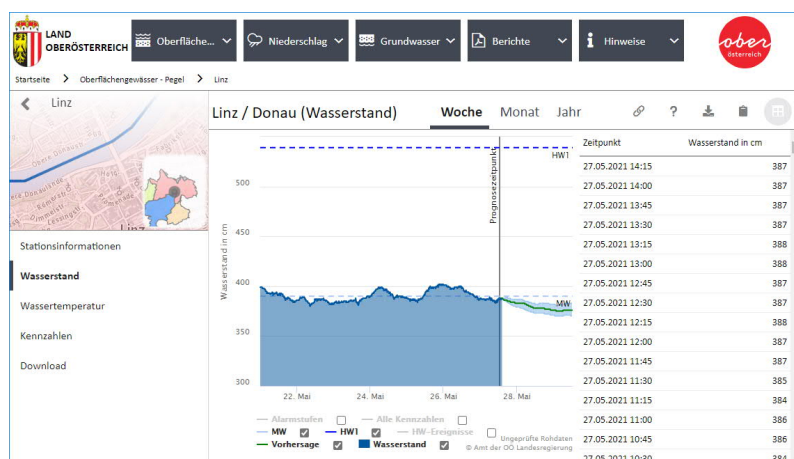 LAND
OBERÖSTERREICH
Oberfläche...
Niederschlag
Grundwasser
Berichte
Hinweise
ober
österreich
Startseite > Oberflächengewässer - Pegel > Linz
Linz
Linz
Stationsinformationen
Wasserstand
Wassertemperatur
Kennzahlen
Download
Linz / Donau (Wasserstand)
Woche Monat Jahr
?
HW1
Prognosezeitpunkt
MW
Wasserstand in cm
500
450
400
350
300
22. Mai 24. Mai 26. Mai 28. Mai
Alarmstufen Alle Kennzahlen
MW HW1 HW-Ereignisse
Vorhersage Wasserstand
Ungeprüfte Rohdaten
© Amt der OÖ Landesregierung
Zeitpunkt Wasserstand in cm
27.05.2021 14:15 387
27.05.2021 14:00 387
27.05.2021 13:45 387
27.05.2021 13:30 387
27.05.2021 13:15 388
27.05.2021 13:00 388
27.05.2021 12:45 387
27.05.2021 12:30 387
27.05.2021 12:15 388
27.05.2021 12:00 387
27.05.2021 11:45 387
27.05.2021 11:30 385
27.05.2021 11:15 384
27.05.2021 11:00 386
27.05.2021 10:45 386
27.05.2021 10:30 384